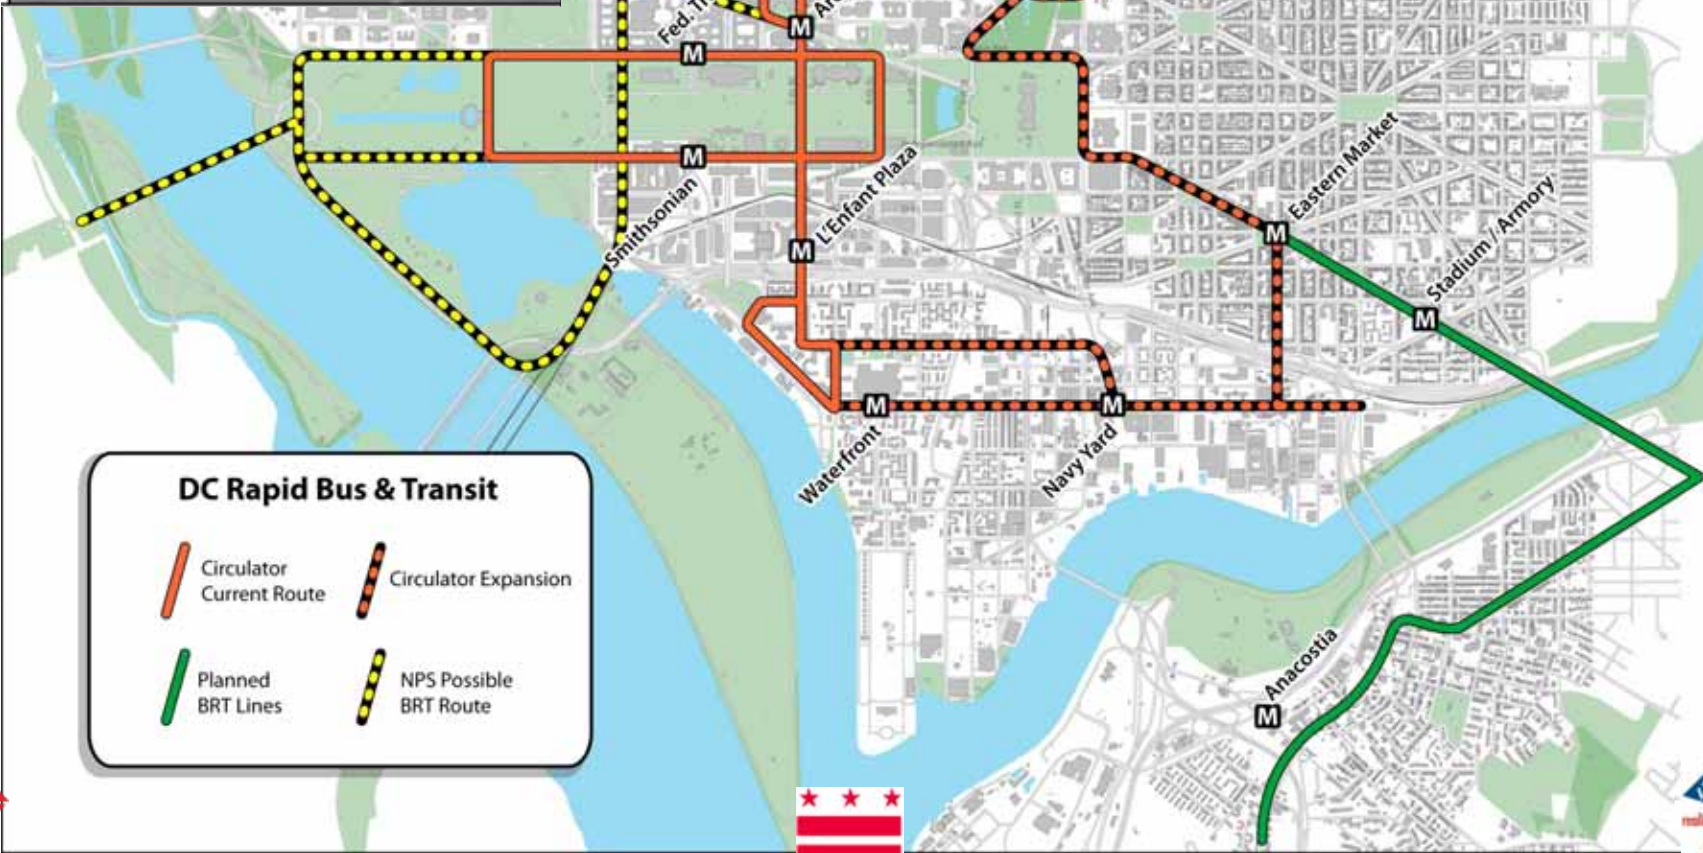 Fed.
M
M
M
Smithsonian
M
L'Enfant Plaza
M
Eastern Market
M
Stadium / Armory
M
Waterfront
M
Navy Yard
Anacostia
M
DC Rapid Bus & Transit
Circulator
Current Route
Circulator Expansion
Planned
BRT Lines
NPS Possible
BRT Route